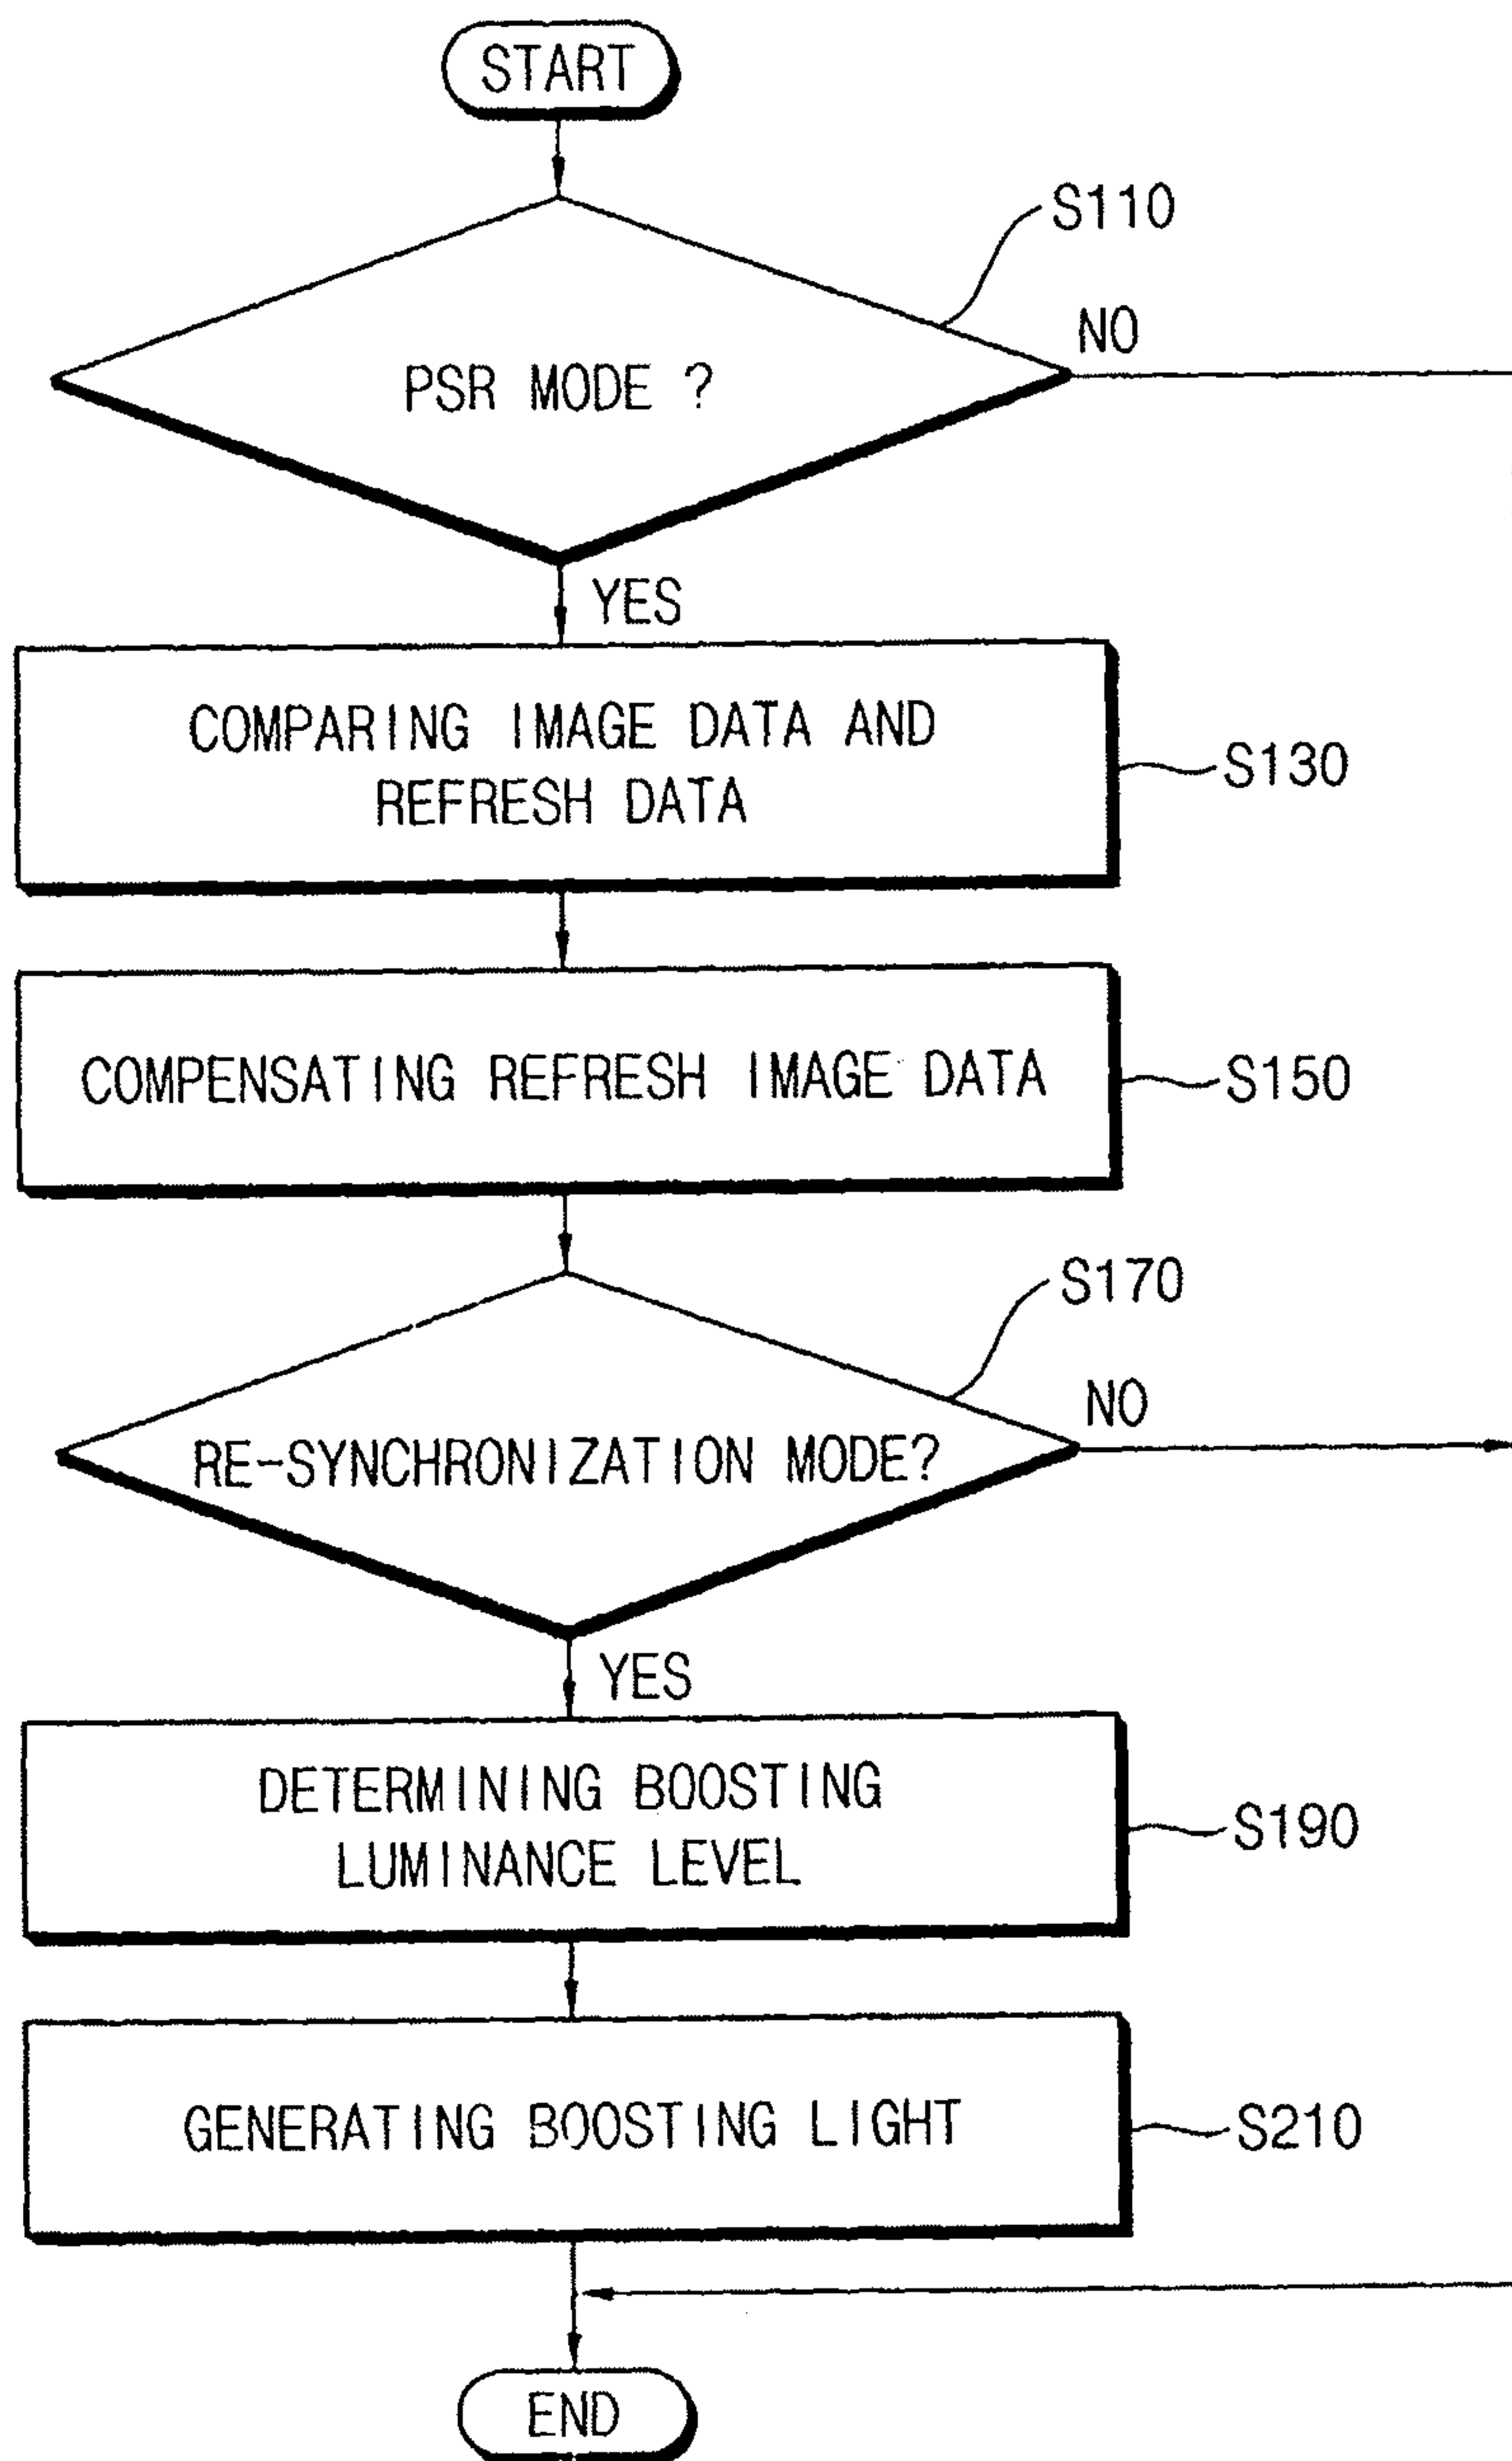 START
S110
NO
PSR MODE ?
YES
COMPARING IMAGE DATA AND
REFRESH DATA
S130
COMPENSATING REFRESH IMAGE DATA
S150
S170
NO
RE-SYNCHRONIZATION MODE?
YES
DETERMINING BOOSTING
LUMINANCE LEVEL
S190
GENERATING BOOSTING LIGHT
S210
END